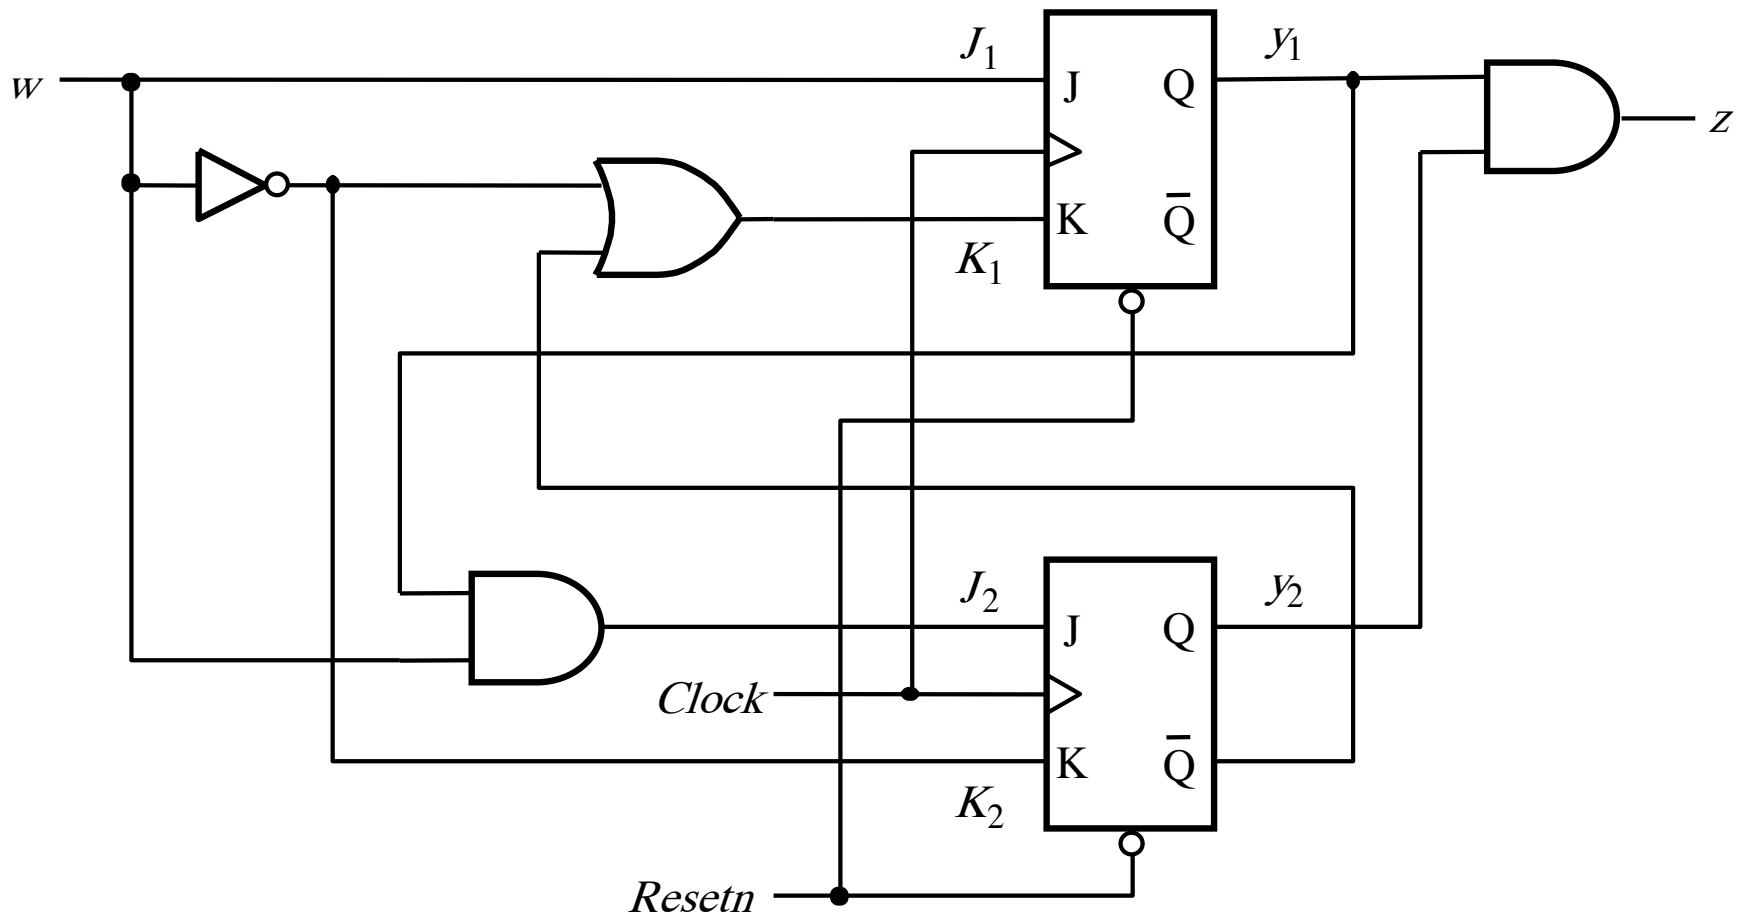 J₁
y₁
w
J
Q
z
K
Q̅
K₁
J₂
y₂
J
Q
Clock
K
Q̅
K₂
Resetn